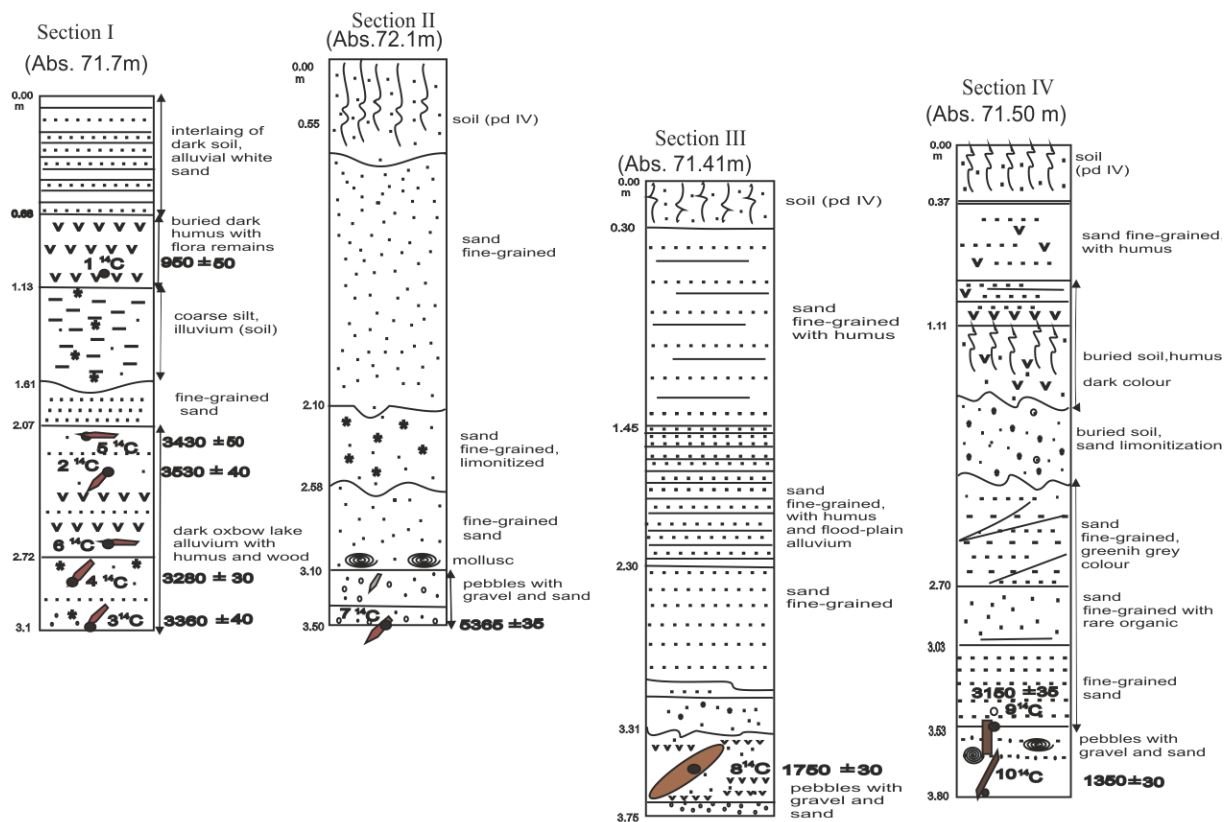 Section I
(Abs. 71.7m)
0.00
m
interlaing of
dark soil,
alluvial white
sand
0.68
buried dark
humus with
flora remains
1 ¹⁴C
950 ±50
1.13
coarse silt,
illuvium (soil)
1.61
fine-grained
sand
2.07
5 ¹⁴C
3430 ±50
2 ¹⁴C
3530 ± 40
dark oxbow lake
alluvium with
humus and wood
6 ¹⁴C
2.72
4 ¹⁴C
3280 ± 30
3¹⁴C
3360 ±40
3.1
Section II
(Abs.72.1m)
0.00
m
0.55
soil (pd IV)
sand
fine-grained
2.10
sand
fine-grained,
limonitized
2.58
fine-grained
sand
mollusc
3.10
pebbles with
gravel and sand
7 ¹⁴C
3.50
5365 ±35
Section III
(Abs. 71.41m)
0.00
m
soil (pd IV)
0.30
sand
fine-grained
with humus
1.45
sand
fine-grained,
with humus
and flood-plain
alluvium
2.30
sand
fine-grained
3.31
8¹⁴C
1750 ±30
pebbles with
gravel and
sand
3.75
Section IV
(Abs. 71.50 m)
0.00
m
soil
(pd IV)
0.37
sand fine-grained,
with humus
1.11
buried soil,humus
dark colour
buried soil,
sand limonitization
sand
fine-grained,
greenih grey
colour
2.70
sand
fine-grained with
rare organic
3.03
fine-grained
sand
3150 ±35
9¹⁴C
3.53
pebbles with
gravel and sand
10¹⁴C
1350±30
3.80